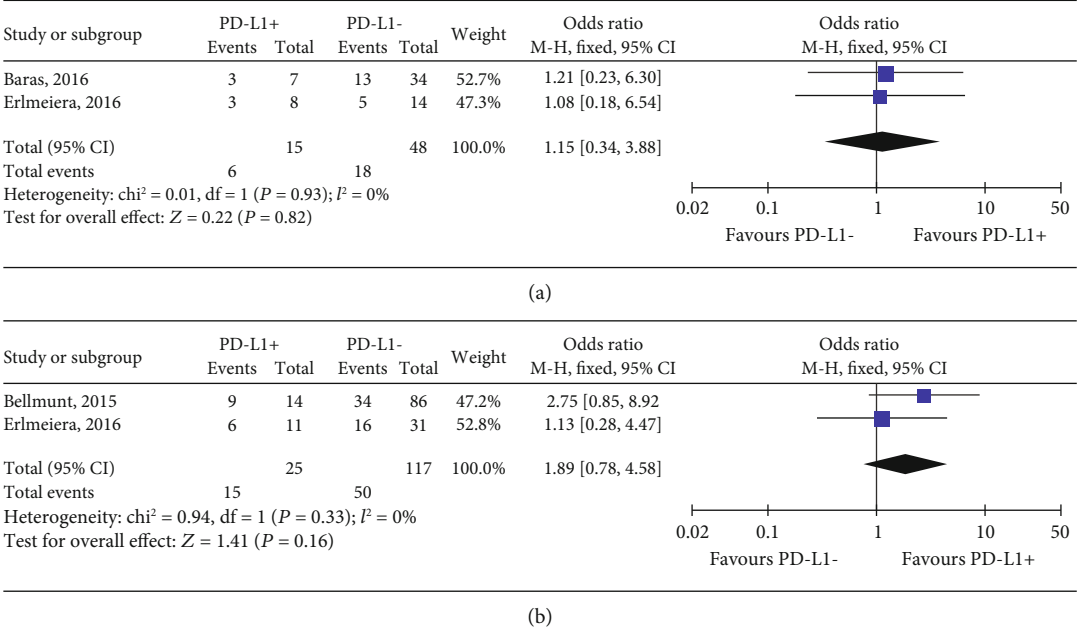 Study or subgroup PD-L1+ PD-L1- Weight Odds ratio Odds ratio
Events Total Events Total M-H, fixed, 95% CI M-H, fixed, 95% CI
Baras, 2016 3 7 13 34 52.7% 1.21 [0.23, 6.30]
Erlmeiera, 2016 3 8 5 14 47.3% 1.08 [0.18, 6.54]
Total (95% CI) 15 48 100.0% 1.15 [0.34, 3.88]
Total events 6 18
Heterogeneity: chi² = 0.01, df = 1 (P = 0.93); I² = 0%
Test for overall effect: Z = 0.22 (P = 0.82)
0.02 0.1 1 10 50
Favours PD-L1- Favours PD-L1+
(a)
Study or subgroup PD-L1+ PD-L1- Weight Odds ratio Odds ratio
Events Total Events Total M-H, fixed, 95% CI M-H, fixed, 95% CI
Bellmunt, 2015 9 14 34 86 47.2% 2.75 [0.85, 8.92
Erlmeiera, 2016 6 11 16 31 52.8% 1.13 [0.28, 4.47]
Total (95% CI) 25 117 100.0% 1.89 [0.78, 4.58]
Total events 15 50
Heterogeneity: chi² = 0.94, df = 1 (P = 0.33); I² = 0%
Test for overall effect: Z = 1.41 (P = 0.16)
0.02 0.1 1 10 50
Favours PD-L1- Favours PD-L1+
(b)